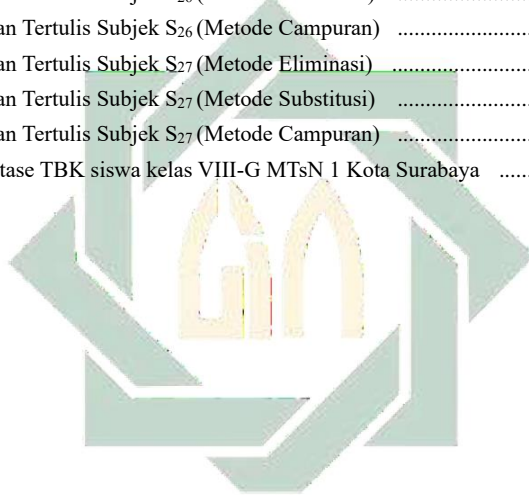 an Tertulis Subjek S26 (Metode Campuran) ......................
an Tertulis Subjek S27 (Metode Eliminasi) .......................
an Tertulis Subjek S27 (Metode Substitusi) ......................
an Tertulis Subjek S27 (Metode Campuran) ......................
tase TBK siswa kelas VIII-G MTsN 1 Kota Surabaya ......